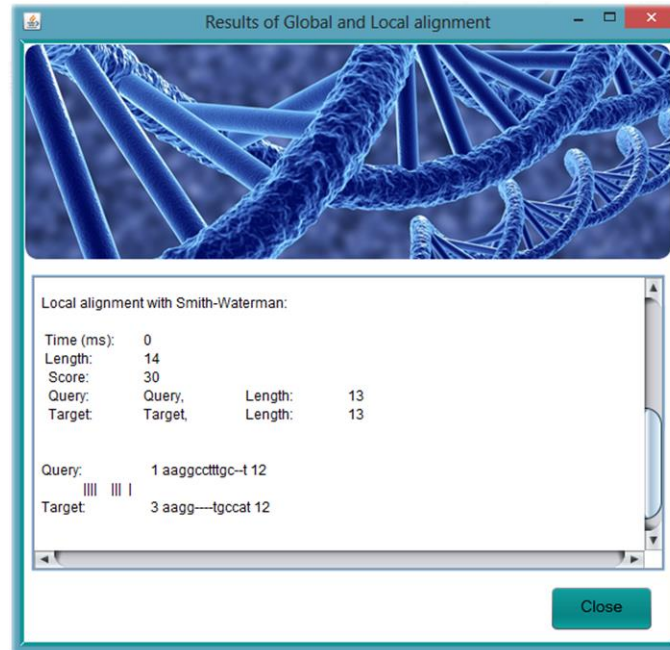 Results of Global and Local alignment
Local alignment with Smith-Waterman:
Time (ms): 0
Length: 14
Score: 30
Query: Query, Length: 13
Target: Target, Length: 13
Query: 1 aaggcctttgc--t 12
|||| ||| |
Target: 3 aagg----tgccat 12
Close